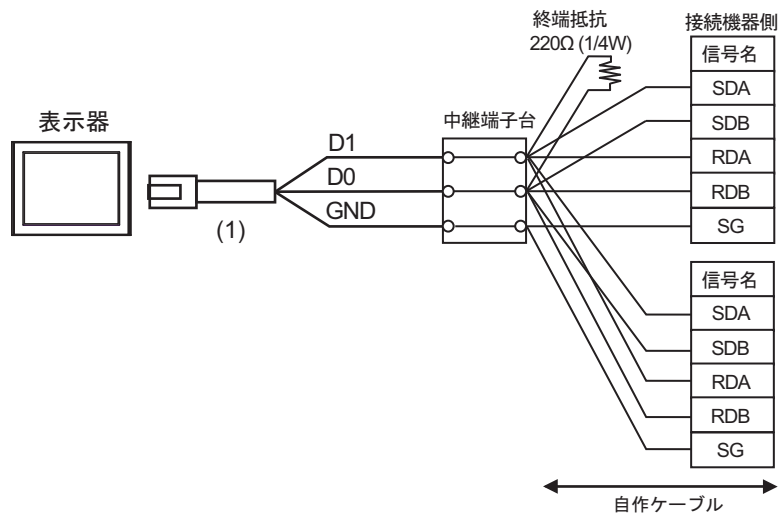 終端抵抗
220Ω (1/4W)
接続機器側
信号名
SDA
SDB
RDA
RDB
SG
表示器
(1)
D1
D0
GND
中継端子台
信号名
SDA
SDB
RDA
RDB
SG
自作ケーブル